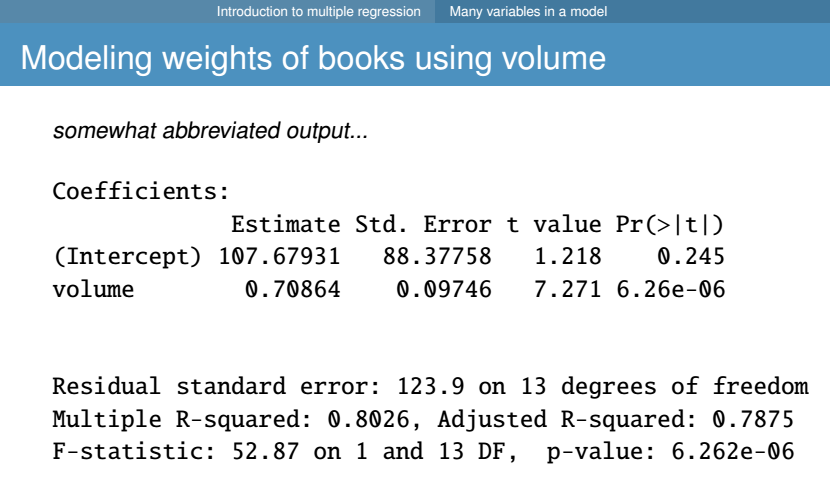 Introduction to multiple regression Many variables in a model
Modeling weights of books using volume
somewhat abbreviated output...
Coefficients:
Estimate Std. Error t value Pr(>|t|)
(Intercept) 107.67931 88.37758 1.218 0.245
volume 0.70864 0.09746 7.271 6.26e-06
Residual standard error: 123.9 on 13 degrees of freedom
Multiple R-squared: 0.8026, Adjusted R-squared: 0.7875
F-statistic: 52.87 on 1 and 13 DF, p-value: 6.262e-06